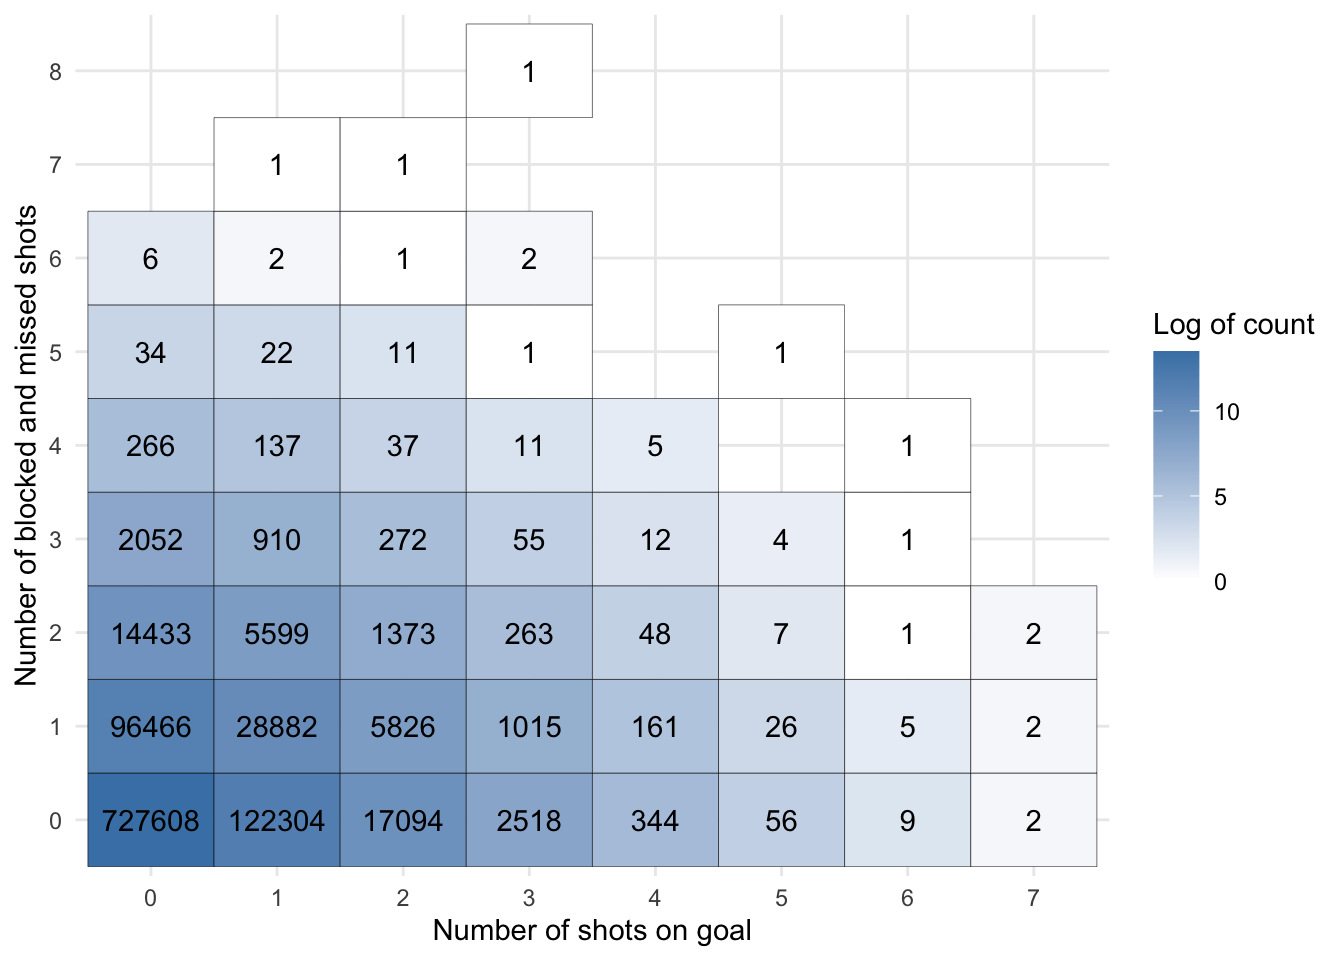 8 1
7 1 1
6 6 2 1 2
5 34 22 11 1 1
4 266 137 37 11 5 1
3 2052 910 272 55 12 4 1
2 14433 5599 1373 263 48 7 1 2
1 96466 28882 5826 1015 161 26 5 2
0 727608 122304 17094 2518 344 56 9 2
0 1 2 3 4 5 6 7
Number of shots on goal
Number of blocked and missed shots
Log of count
10
5
0